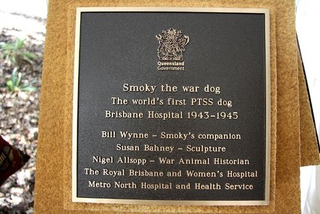 Queensland
Government
Smoky the war dog
The world's first PTSS dog
Brisbane Hospital 1943-1945
Bill Wynne – Smoky's companion
Susan Bahney – Sculpture
Nigel Allsopp – War Animal Historian
The Royal Brisbane and Women's Hospital
Metro North Hospital and Health Service